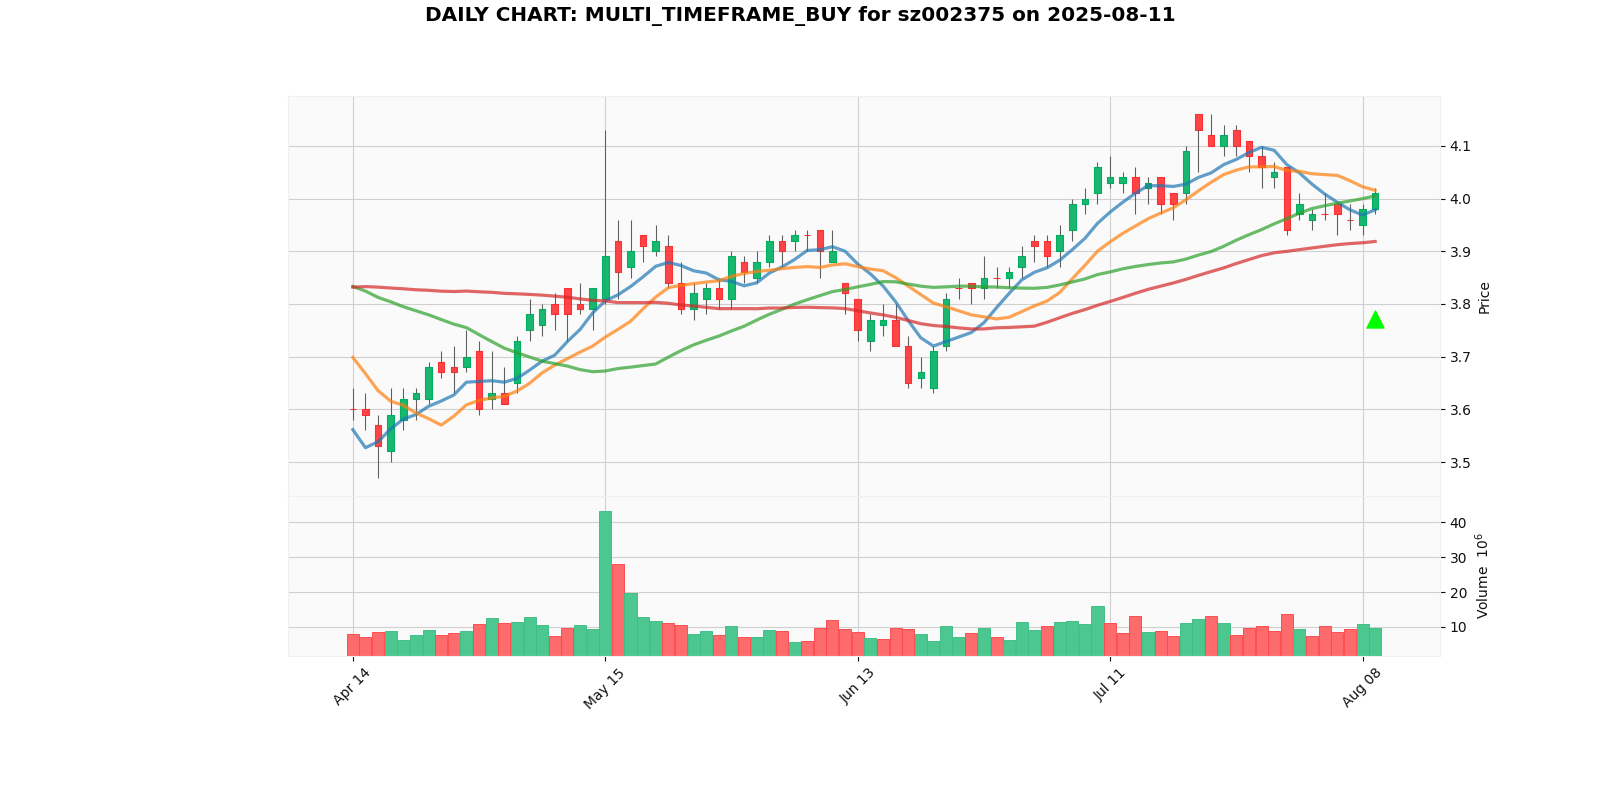 DAILY CHART: MULTI_TIMEFRAME_BUY for sz002375 on 2025-08-11
4.1
4.0
3.9
3.8
3.7
3.6
3.5
Price
40
30
20
10
Volume 10⁶
Apr 14
May 15
Jun 13
Jul 11
Aug 08